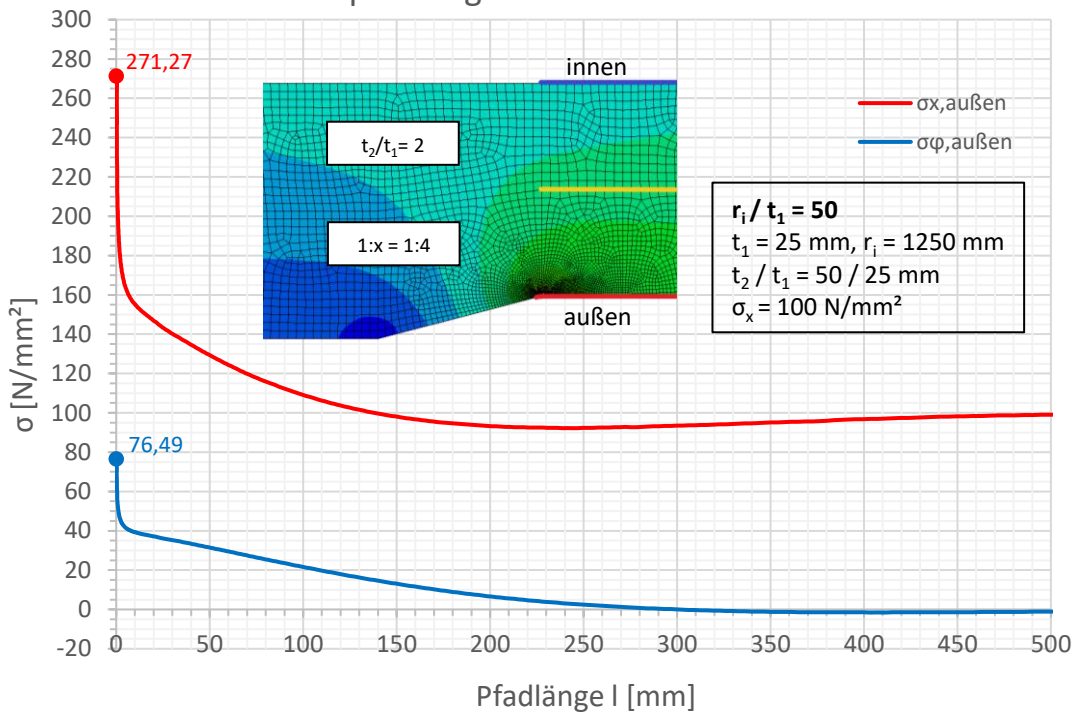 300
280
260
240
220
200
180
160
140
120
100
80
60
40
20
0
-20
σ [N/mm²]
271,27
76,49
innen
t₂/t₁= 2
1:x = 1:4
außen
σx,außen
σφ,außen
rᵢ / t₁ = 50
t₁ = 25 mm, rᵢ = 1250 mm
t₂ / t₁ = 50 / 25 mm
σₓ = 100 N/mm²
0 50 100 150 200 250 300 350 400 450 500
Pfadlänge l [mm]